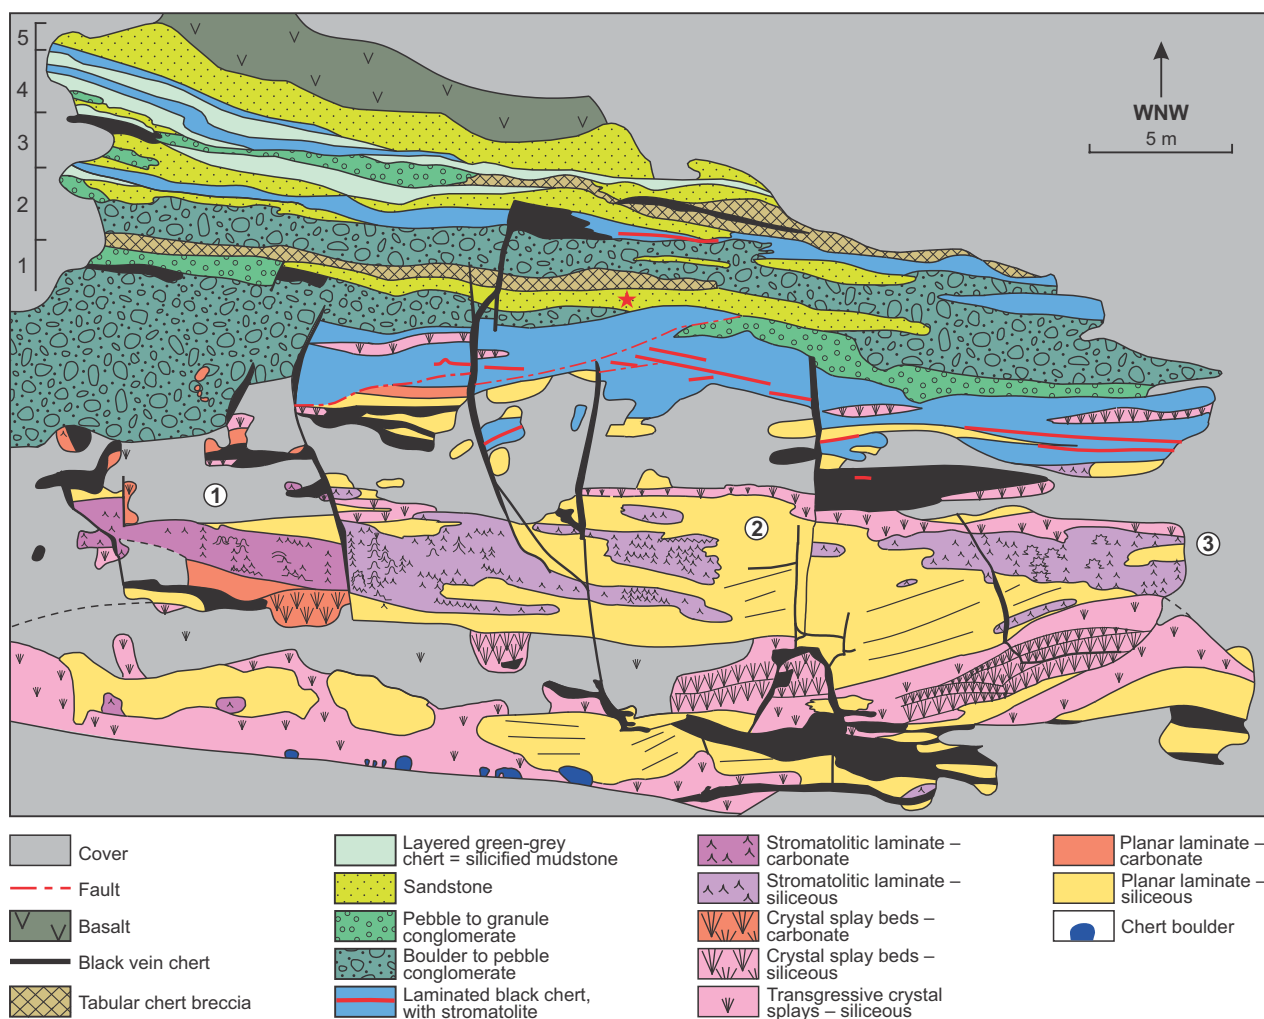 5
4
3
2
1
WNW
5 m
1
2
3
Cover
Fault
Basalt
Black vein chert
Tabular chert breccia
Layered green-grey
chert = silicified mudstone
Sandstone
Pebble to granule
conglomerate
Boulder to pebble
conglomerate
Laminated black chert,
with stromatolite
Stromatolitic laminate –
carbonate
Stromatolitic laminate –
siliceous
Crystal splay beds –
carbonate
Crystal splay beds –
siliceous
Transgressive crystal
splays – siliceous
Planar laminate –
carbonate
Planar laminate –
siliceous
Chert boulder